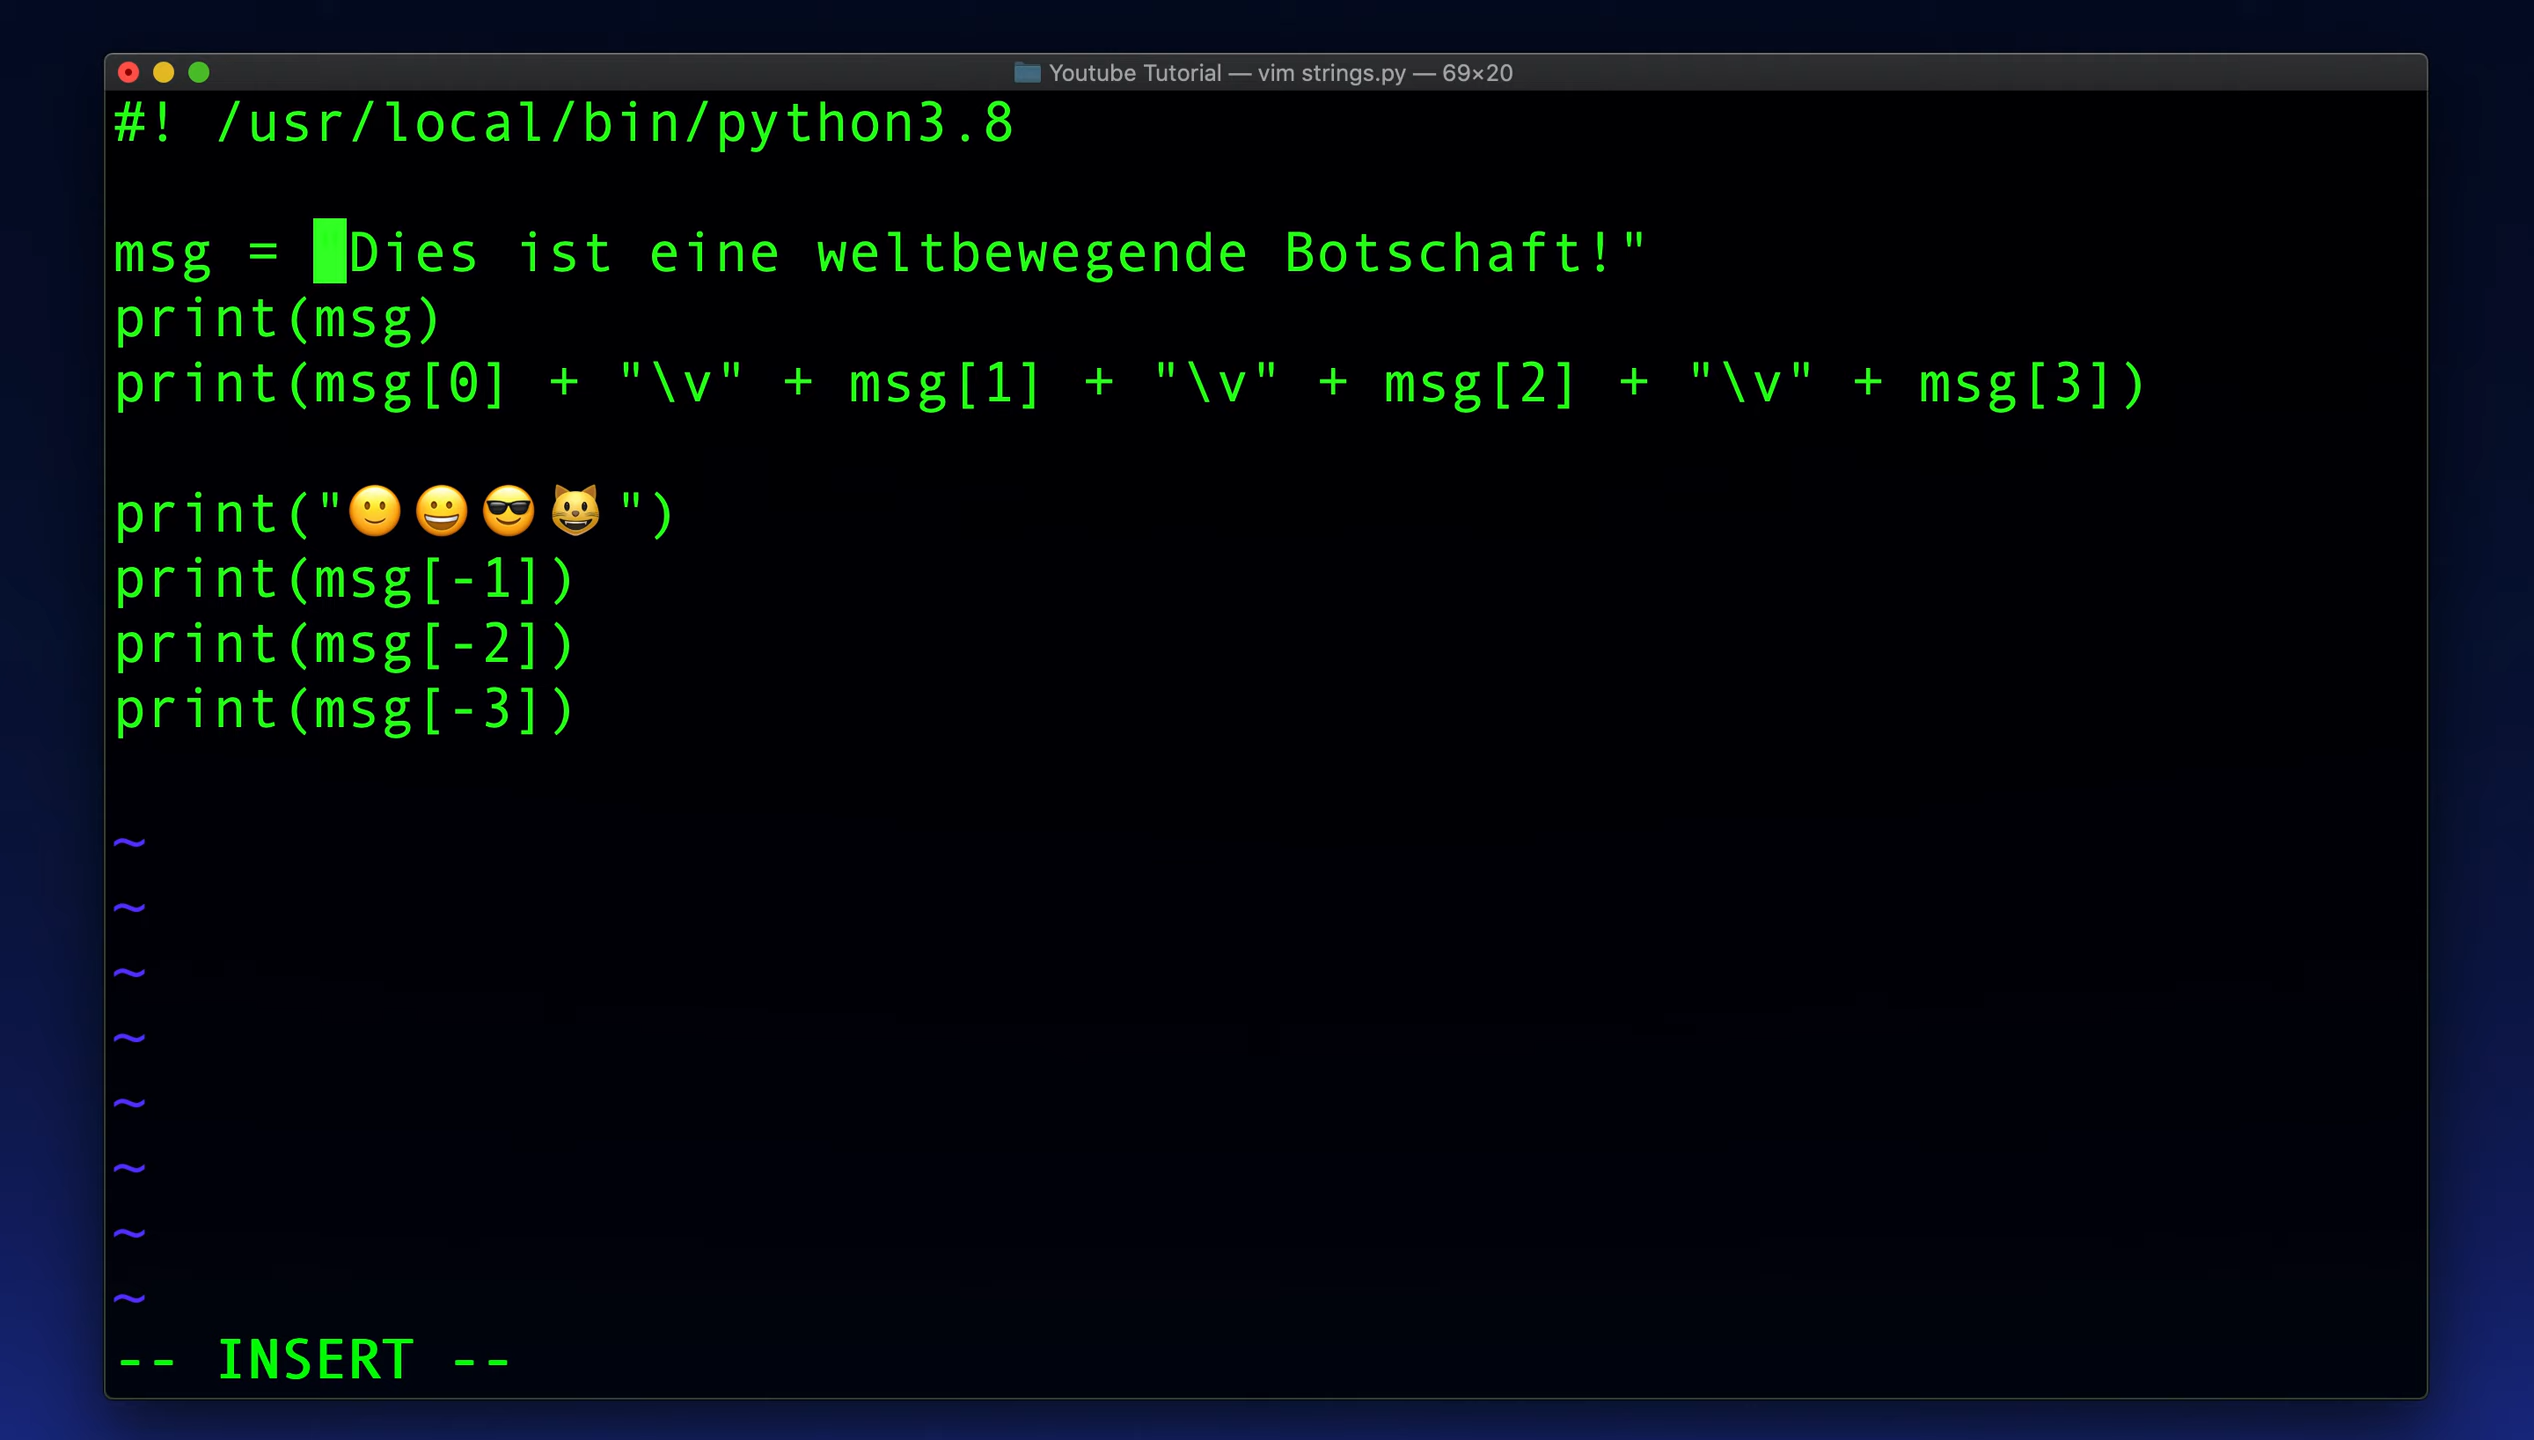 Youtube Tutorial — vim strings.py — 69×20
#! /usr/local/bin/python3.8
msg = "Dies ist eine weltbewegende Botschaft!"
print(msg)
print(msg[0] + "\v" + msg[1] + "\v" + msg[2] + "\v" + msg[3])
print("🙂😀😎😺")
print(msg[-1])
print(msg[-2])
print(msg[-3])
~
~
~
~
~
~
~
~
-- INSERT --